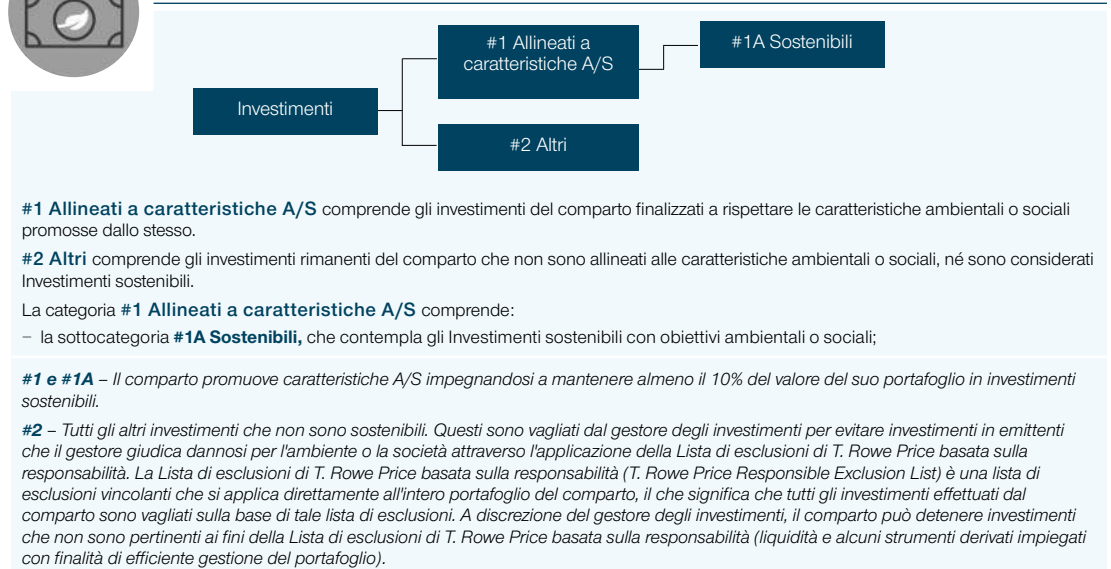 #1 Allineati a
caratteristiche A/S
#1A Sostenibili
Investimenti
#2 Altri
#1 Allineati a caratteristiche A/S comprende gli investimenti del comparto finalizzati a rispettare le caratteristiche ambientali o sociali
promosse dallo stesso.
#2 Altri comprende gli investimenti rimanenti del comparto che non sono allineati alle caratteristiche ambientali o sociali, né sono considerati
Investimenti sostenibili.
La categoria #1 Allineati a caratteristiche A/S comprende:
– la sottocategoria #1A Sostenibili, che contempla gli Investimenti sostenibili con obiettivi ambientali o sociali;
#1 e #1A – Il comparto promuove caratteristiche A/S impegnandosi a mantenere almeno il 10% del valore del suo portafoglio in investimenti
sostenibili.
#2 – Tutti gli altri investimenti che non sono sostenibili. Questi sono vagliati dal gestore degli investimenti per evitare investimenti in emittenti
che il gestore giudica dannosi per l'ambiente o la società attraverso l'applicazione della Lista di esclusioni di T. Rowe Price basata sulla
responsabilità. La Lista di esclusioni di T. Rowe Price basata sulla responsabilità (T. Rowe Price Responsible Exclusion List) è una lista di
esclusioni vincolanti che si applica direttamente all'intero portafoglio del comparto, il che significa che tutti gli investimenti effettuati dal
comparto sono vagliati sulla base di tale lista di esclusioni. A discrezione del gestore degli investimenti, il comparto può detenere investimenti
che non sono pertinenti ai fini della Lista di esclusioni di T. Rowe Price basata sulla responsabilità (liquidità e alcuni strumenti derivati impiegati
con finalità di efficiente gestione del portafoglio).